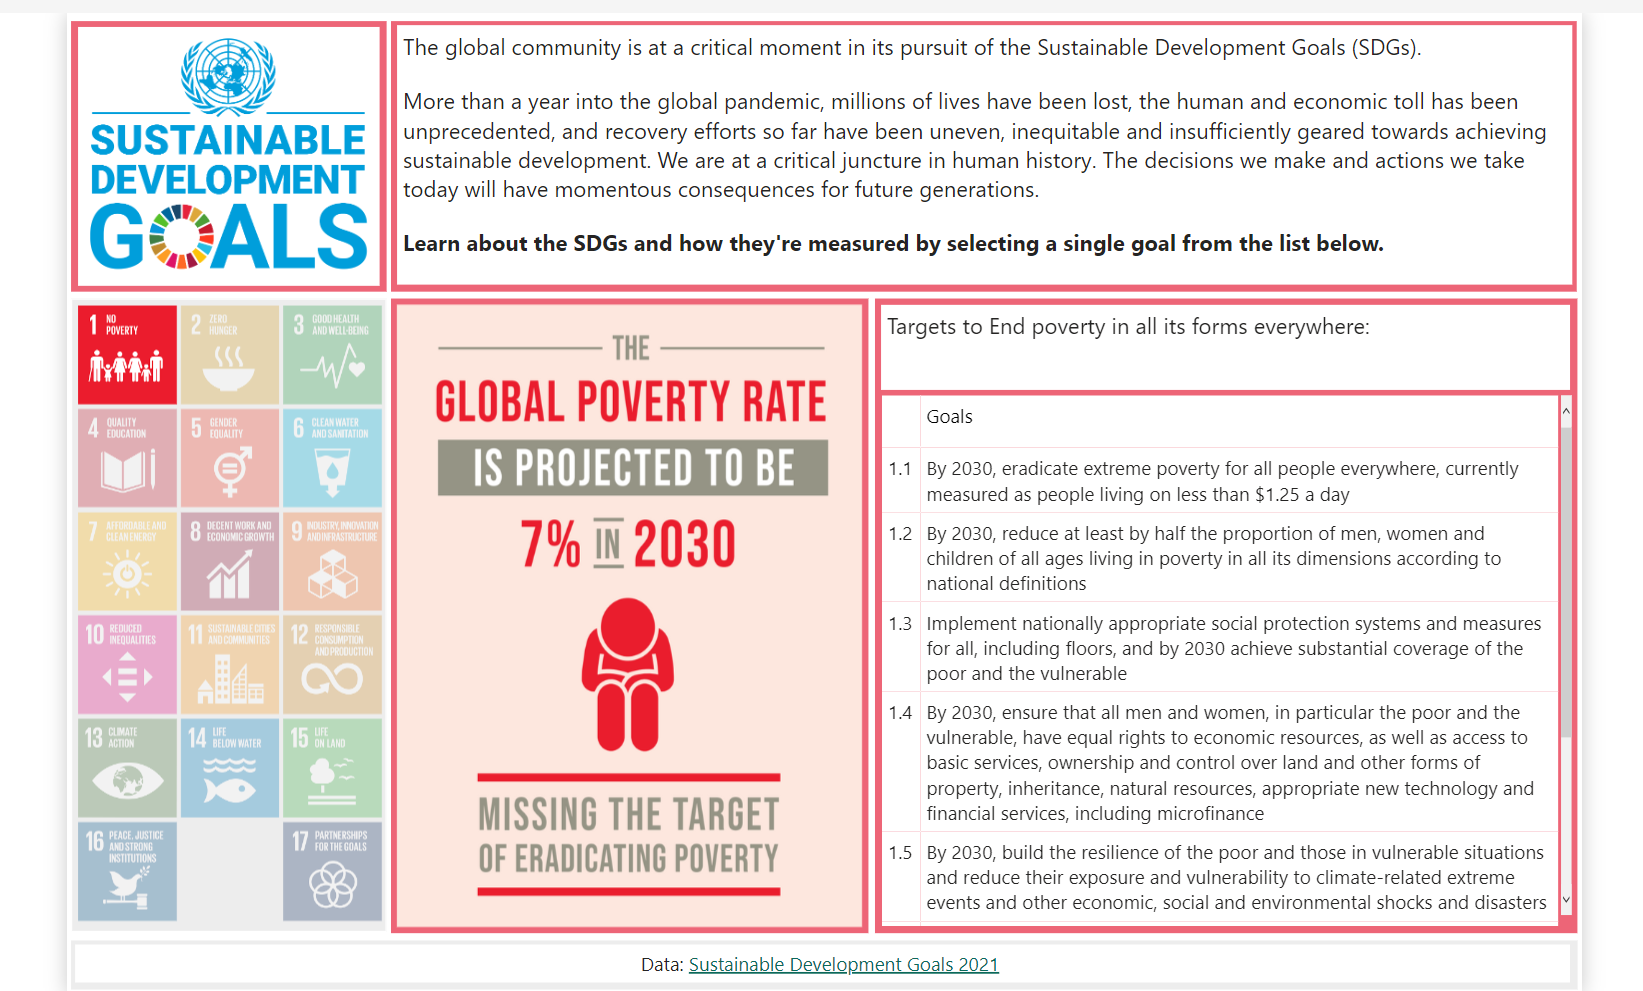 SUSTAINABLE
DEVELOPMENT
GOALS
The global community is at a critical moment in its pursuit of the Sustainable Development Goals (SDGs).
More than a year into the global pandemic, millions of lives have been lost, the human and economic toll has been
unprecedented, and recovery efforts so far have been uneven, inequitable and insufficiently geared towards achieving
sustainable development. We are at a critical juncture in human history. The decisions we make and actions we take
today will have momentous consequences for future generations.
Learn about the SDGs and how they're measured by selecting a single goal from the list below.
1 NO
POVERTY
2 ZERO
HUNGER
3 GOOD HEALTH
AND WELL-BEING
4 QUALITY
EDUCATION
5 GENDER
EQUALITY
6 CLEAN WATER
AND SANITATION
7 AFFORDABLE AND
CLEAN ENERGY
8 DECENT WORK AND
ECONOMIC GROWTH
9 INDUSTRY, INNOVATION
AND INFRASTRUCTURE
10 REDUCED
INEQUALITIES
11 SUSTAINABLE CITIES
AND COMMUNITIES
12 RESPONSIBLE
CONSUMPTION
AND PRODUCTION
13 CLIMATE
ACTION
14 LIFE
BELOW WATER
15 LIFE
ON LAND
16 PEACE, JUSTICE
AND STRONG
INSTITUTIONS
17 PARTNERSHIPS
FOR THE GOALS
THE
GLOBAL POVERTY RATE
IS PROJECTED TO BE
7% IN 2030
MISSING THE TARGET
OF ERADICATING POVERTY
Targets to End poverty in all its forms everywhere:
Goals
1.1 By 2030, eradicate extreme poverty for all people everywhere, currently
measured as people living on less than $1.25 a day
1.2 By 2030, reduce at least by half the proportion of men, women and
children of all ages living in poverty in all its dimensions according to
national definitions
1.3 Implement nationally appropriate social protection systems and measures
for all, including floors, and by 2030 achieve substantial coverage of the
poor and the vulnerable
1.4 By 2030, ensure that all men and women, in particular the poor and the
vulnerable, have equal rights to economic resources, as well as access to
basic services, ownership and control over land and other forms of
property, inheritance, natural resources, appropriate new technology and
financial services, including microfinance
1.5 By 2030, build the resilience of the poor and those in vulnerable situations
and reduce their exposure and vulnerability to climate-related extreme
events and other economic, social and environmental shocks and disasters
Data: Sustainable Development Goals 2021